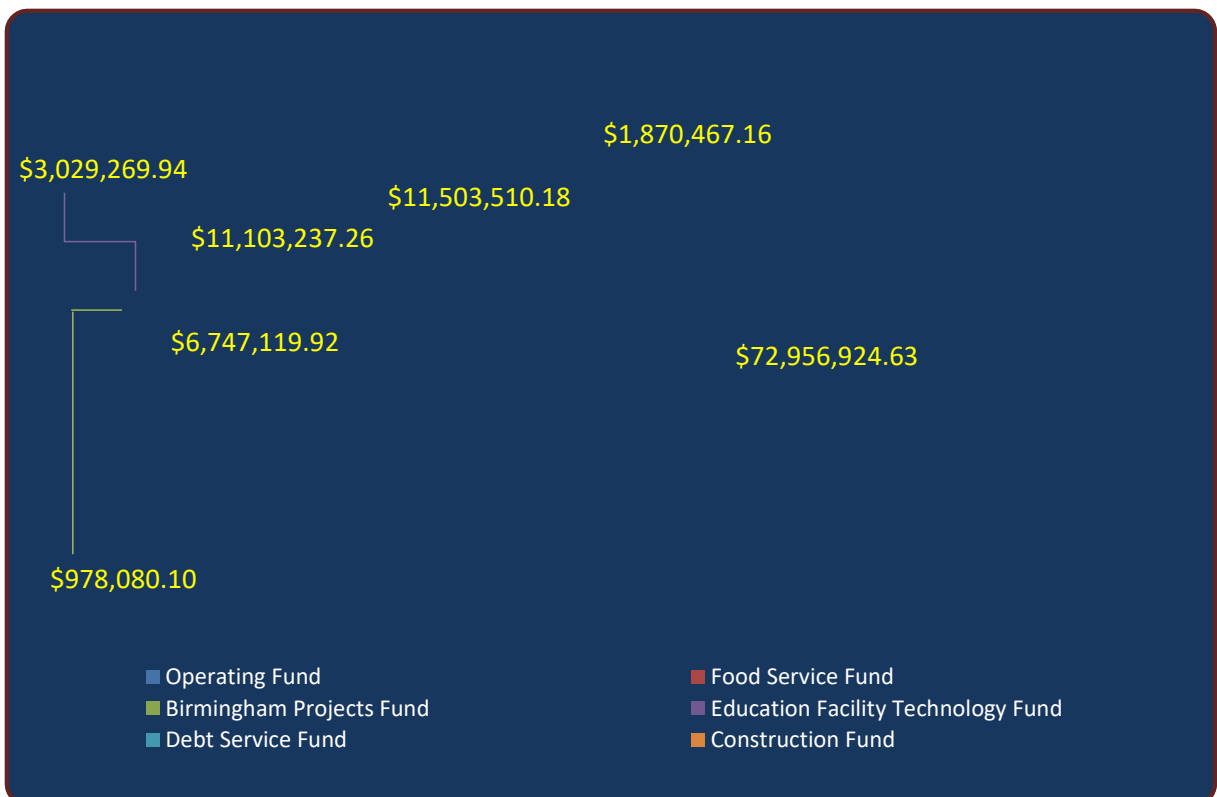 $1,870,467.16
$3,029,269.94
$11,503,510.18
$11,103,237.26
$6,747,119.92
$72,956,924.63
$978,080.10
Operating Fund
Food Service Fund
Birmingham Projects Fund
Education Facility Technology Fund
Debt Service Fund
Construction Fund